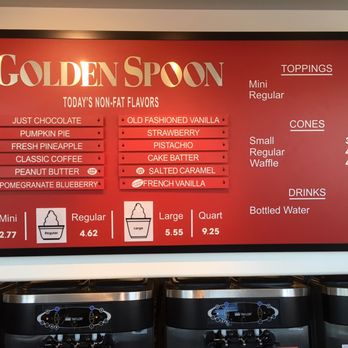 GOLDEN SPOON
TODAY'S NON-FAT FLAVORS
JUST CHOCOLATE
PUMPKIN PIE
FRESH PINEAPPLE
CLASSIC COFFEE
PEANUT BUTTER
POMEGRANATE BLUEBERRY
OLD FASHIONED VANILLA
STRAWBERRY
PISTACHIO
CAKE BATTER
SALTED CARAMEL
FRENCH VANILLA
Mini
2.77
Regular
Regular
4.62
Large
Large
5.55
Quart
9.25
TOPPINGS
Mini
Regular
CONES
Small
Regular
Waffle
DRINKS
Bottled Water